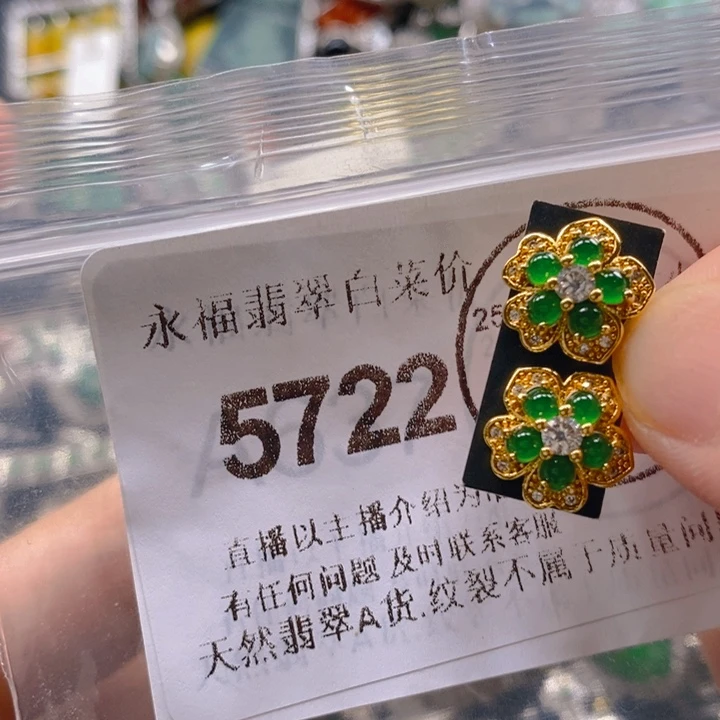 永福翡翠白菜价
25
5722
直播以主播介绍为
有任何问题 及时联系客服
天然翡翠A货.纹裂不属于质量问